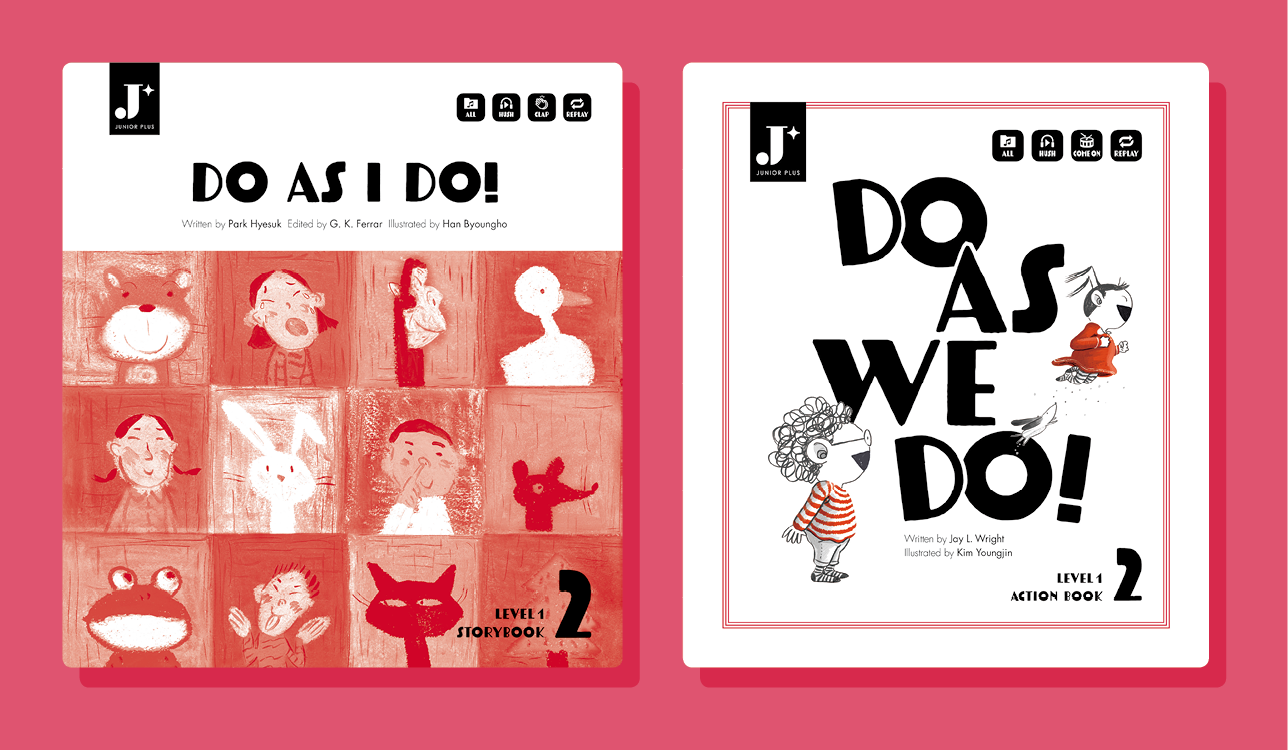 J
JUNIOR PLUS
ALL HUSH CLAP REPLAY
DO AS I DO!
Written by Park Hyesuk Edited by G. K. Ferrar Illustrated by Han Byoungho
LEVEL 1
STORYBOOK 2
J
JUNIOR PLUS
ALL HUSH COME ON REPLAY
DO
AS
WE
DO!
Written by Jay L. Wright
Illustrated by Kim Youngjin
LEVEL 1
ACTION BOOK 2